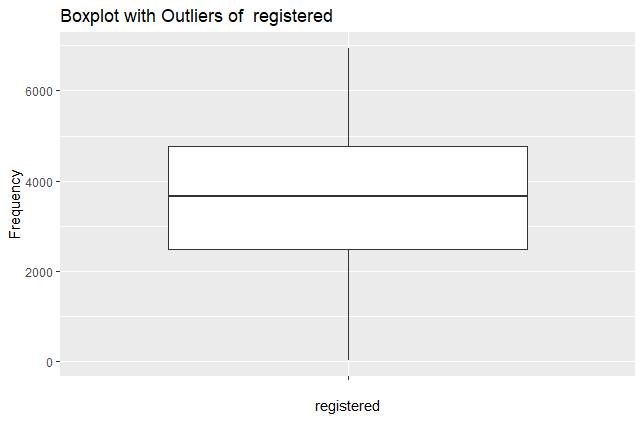 Boxplot with Outliers of  registered
Frequency
6000
4000
2000
0
registered